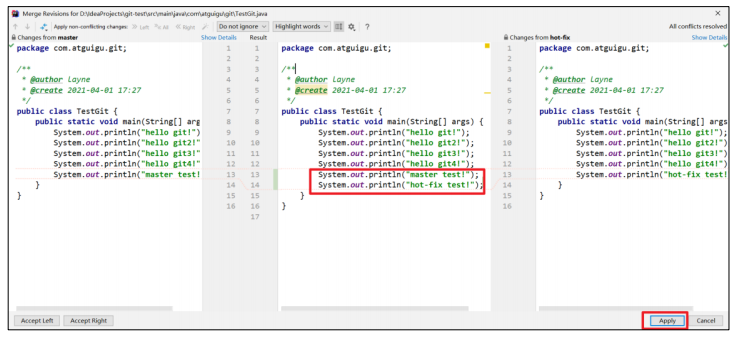 Merge Revisions for D:\IdeaProjects\git-test\src\main\java\com\atguigu\git\TestGit.java
Apply non-conflicting changes: Left All Right Do not ignore Highlight words ? All conflicts resolved
Changes from master Show Details Result Changes from hot-fix Show Details
package com.atguigu.git; 1 1 package com.atguigu.git; 1 package com.atguigu.git;
2 2 2
/** 3 3 /** 3 /**
* @author Layne 4 4 * @author Layne 4 * @author Layne
* @create 2021-04-01 17:27 5 5 * @create 2021-04-01 17:27 5 * @create 2021-04-01 17:27
*/ 6 6 */ 6 */
public class TestGit { 7 7 public class TestGit { 7 public class TestGit {
public static void main(String[] arg 8 8 public static void main(String[] args) { 8 public static void main(String[] args
System.out.println("hello git!") 9 9 System.out.println("hello git!"); 9 System.out.println("hello git!");
System.out.println("hello git2!" 10 10 System.out.println("hello git2!"); 10 System.out.println("hello git2!")
System.out.println("hello git3!" 11 11 System.out.println("hello git3!"); 11 System.out.println("hello git3!")
System.out.println("hello git4!" 12 12 System.out.println("hello git4!"); 12 System.out.println("hello git4!")
System.out.println("master test! 13 13 System.out.println("master test!"); 13 System.out.println("hot-fix test!
} 14 14 System.out.println("hot-fix test!"); 14 }
} 15 15 } 15 }
16 16 } 16
17
Accept Left Accept Right Apply Cancel